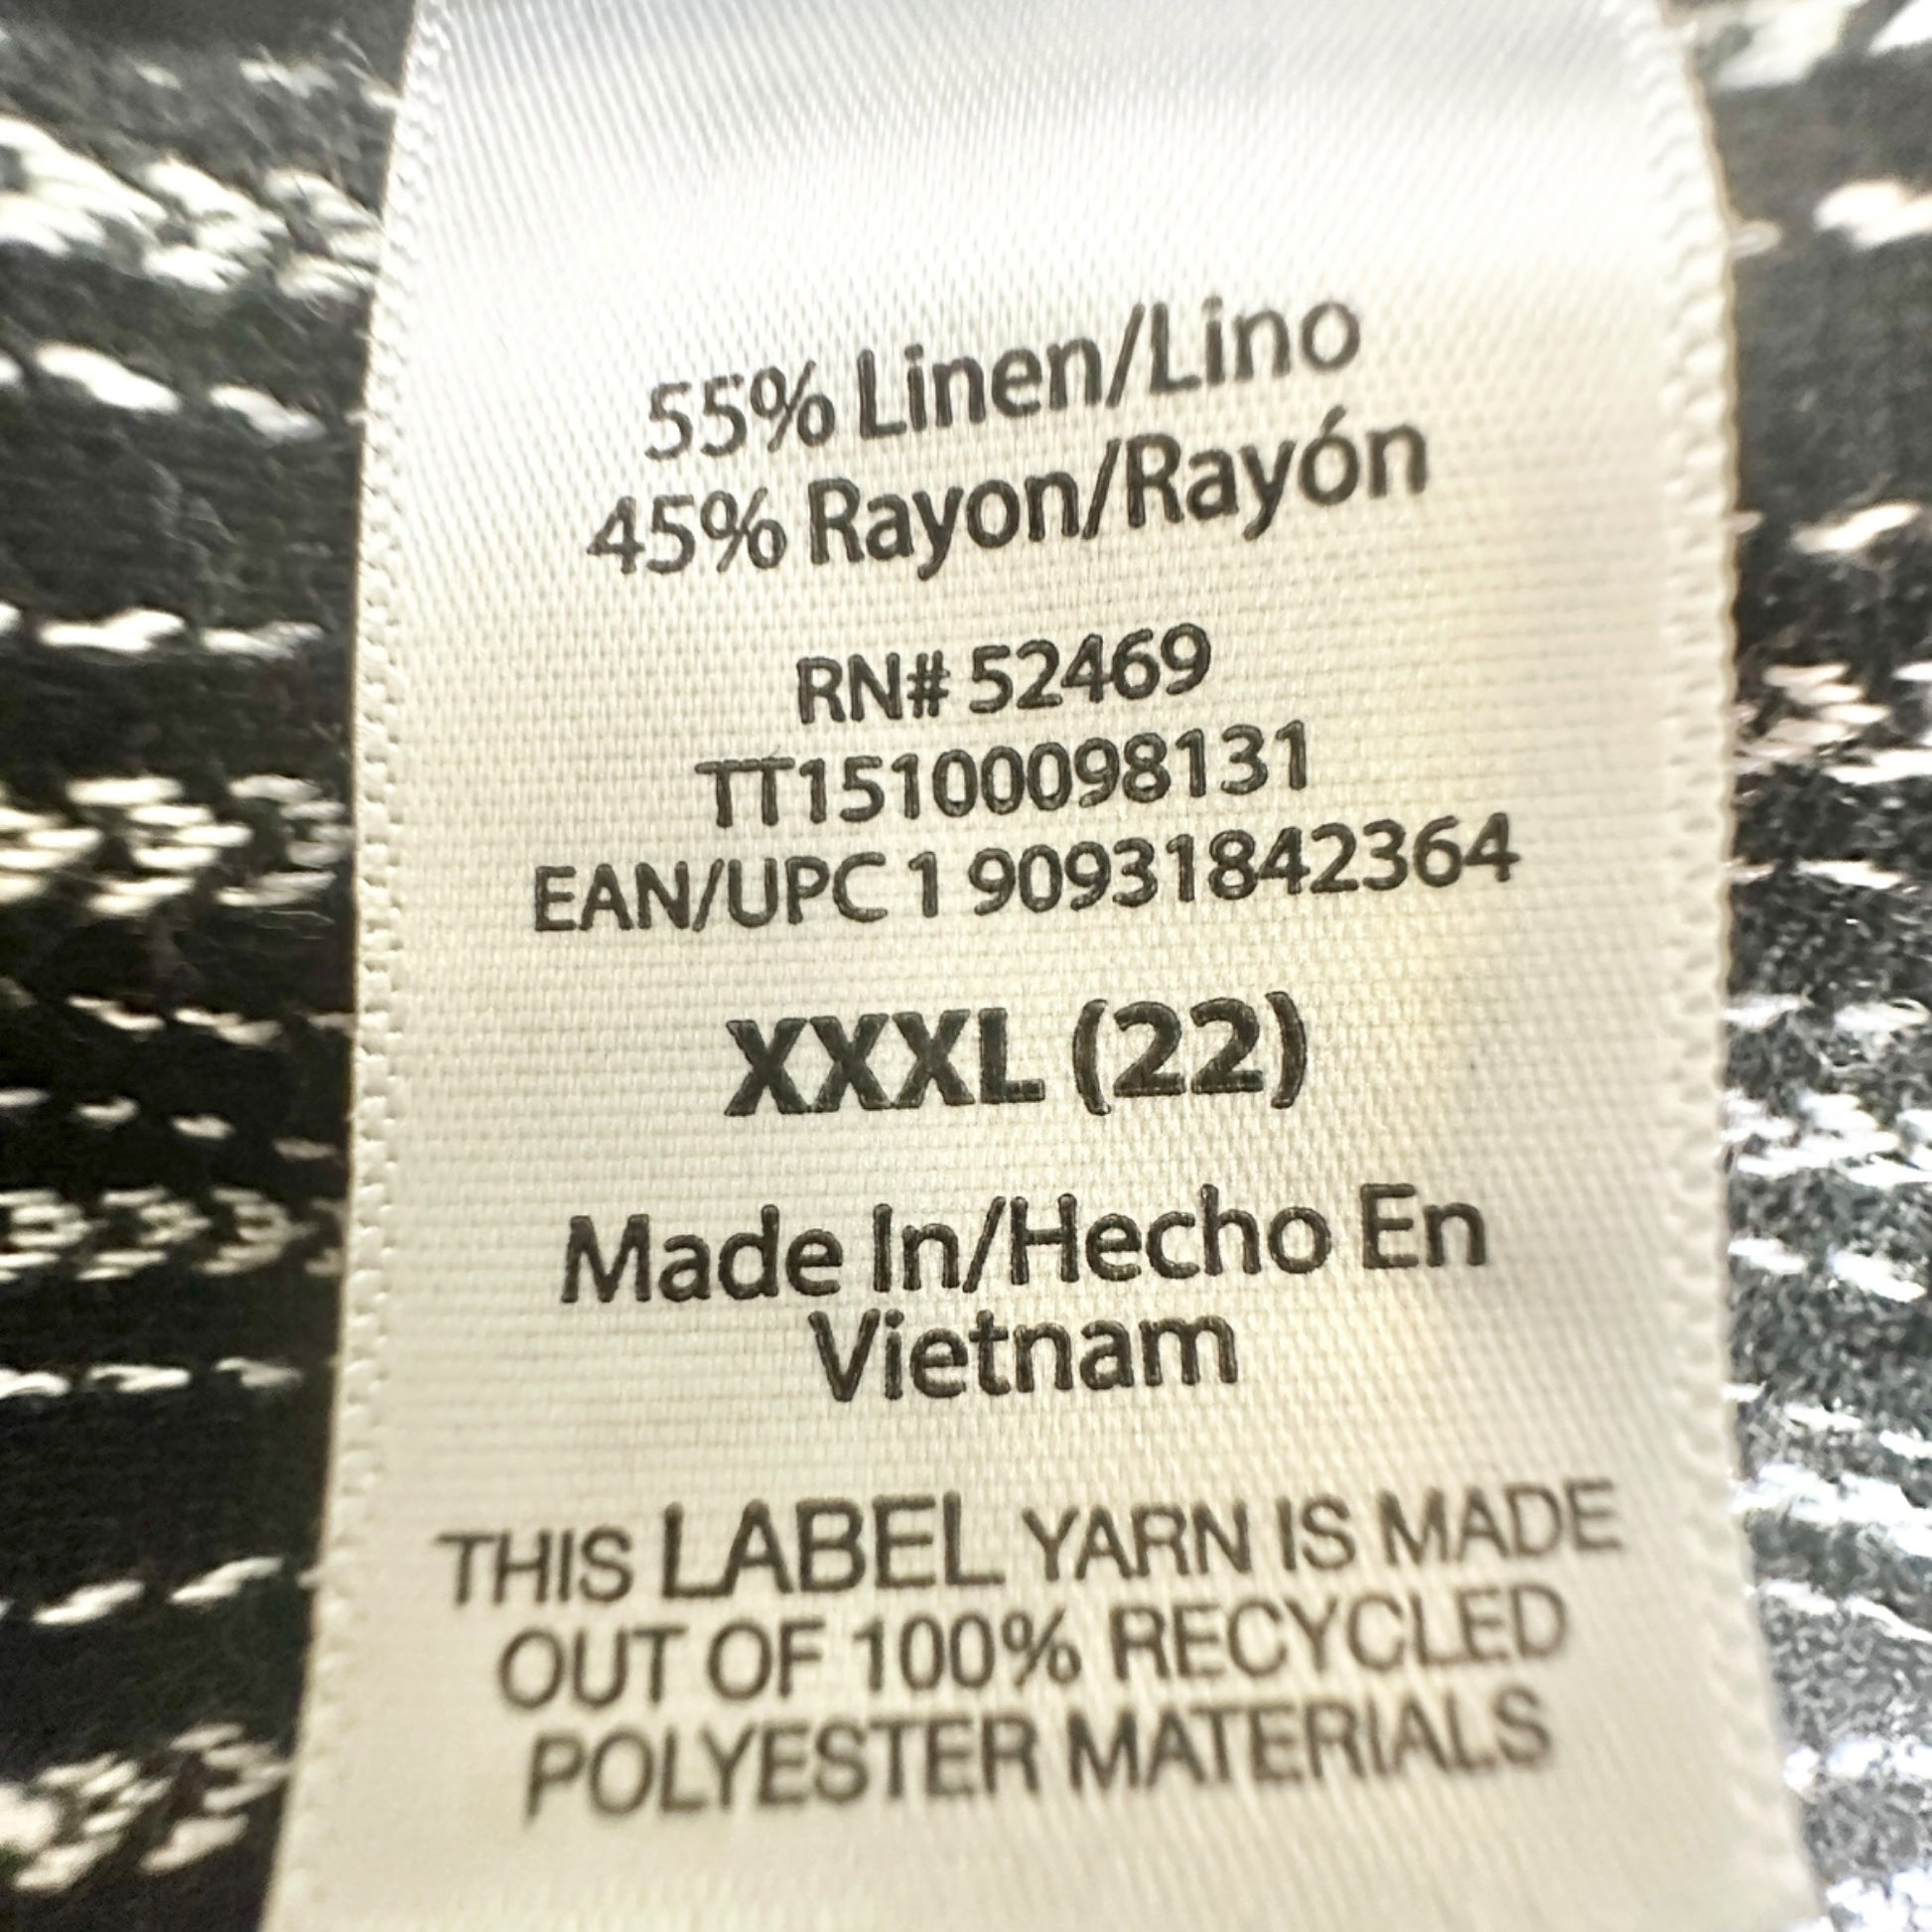 55% Linen/Lino
45% Rayon/Rayón
RN# 52469
TT15100098131
EAN/UPC 1 90931842364
XXXL (22)
Made In/Hecho En
Vietnam
THIS LABEL YARN IS MADE
OUT OF 100% RECYCLED
POLYESTER MATERIALS